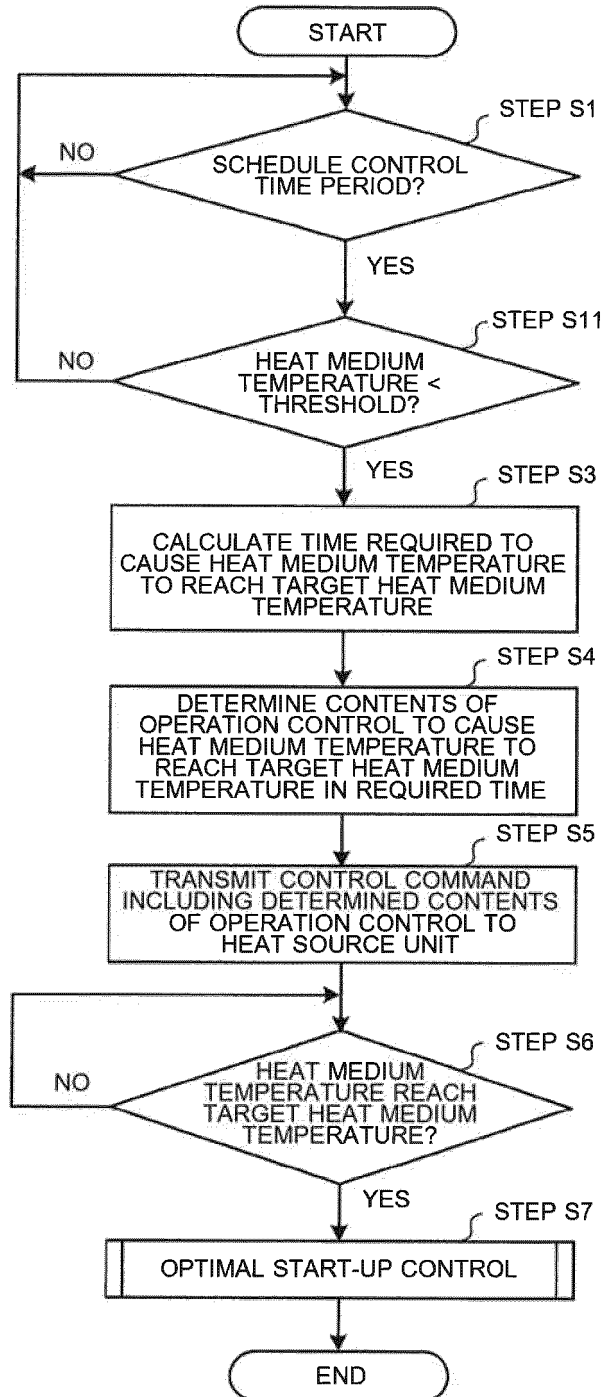 START
STEP S1
NO
SCHEDULE CONTROL
TIME PERIOD?
YES
STEP S11
NO
HEAT MEDIUM
TEMPERATURE <
THRESHOLD?
YES
STEP S3
CALCULATE TIME REQUIRED TO
CAUSE HEAT MEDIUM TEMPERATURE
TO REACH TARGET HEAT MEDIUM
TEMPERATURE
STEP S4
DETERMINE CONTENTS OF
OPERATION CONTROL TO CAUSE
HEAT MEDIUM TEMPERATURE TO
REACH TARGET HEAT MEDIUM
TEMPERATURE IN REQUIRED TIME
STEP S5
TRANSMIT CONTROL COMMAND
INCLUDING DETERMINED CONTENTS
OF OPERATION CONTROL TO
HEAT SOURCE UNIT
STEP S6
NO
HEAT MEDIUM
TEMPERATURE REACH
TARGET HEAT MEDIUM
TEMPERATURE?
YES
STEP S7
OPTIMAL START-UP CONTROL
END